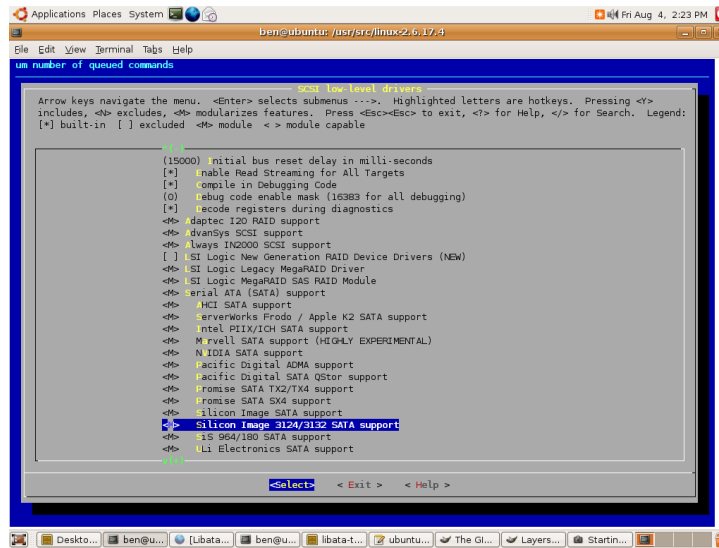 Applications Places System Fri Aug 4, 2:23 PM
ben@ubuntu: /usr/src/linux-2.6.17.4
File Edit View Terminal Tabs Help
um number of queued commands
SCSI low-level drivers
Arrow keys navigate the menu. <Enter> selects submenus --->. Highlighted letters are hotkeys. Pressing <Y>
includes, <N> excludes, <M> modularizes features. Press <Esc><Esc> to exit, <?> for Help, </> for Search. Legend:
[*] built-in [ ] excluded <M> module < > module capable
(15000) Initial bus reset delay in milli-seconds
[*] Enable Read Streaming for All Targets
[*] Compile in Debugging Code
(0) Debug code enable mask (16383 for all debugging)
[*] Decode registers during diagnostics
<M> Adaptec I2O RAID support
<M> AdvanSys SCSI support
<M> Always IN2000 SCSI support
[ ] LSI Logic New Generation RAID Device Drivers (NEW)
<M> LSI Logic Legacy MegaRAID Driver
<M> LSI Logic MegaRAID SAS RAID Module
<M> Serial ATA (SATA) support
<M> AHCI SATA support
<M> ServerWorks Frodo / Apple K2 SATA support
<M> Intel PIIX/ICH SATA support
<M> Marvell SATA support (HIGHLY EXPERIMENTAL)
<M> NVIDIA SATA support
<M> Pacific Digital ADMA support
<M> Pacific Digital SATA QStor support
<M> Promise SATA TX2/TX4 support
<M> Promise SATA SX4 support
<M> Silicon Image SATA support
<M> Silicon Image 3124/3132 SATA support
<M> SiS 964/180 SATA support
<M> ULi Electronics SATA support
<Select> < Exit > < Help >
Deskto... ben@u... [Libata... ben@u... libata-t... ubuntu... The Gl... Layers... Startin...